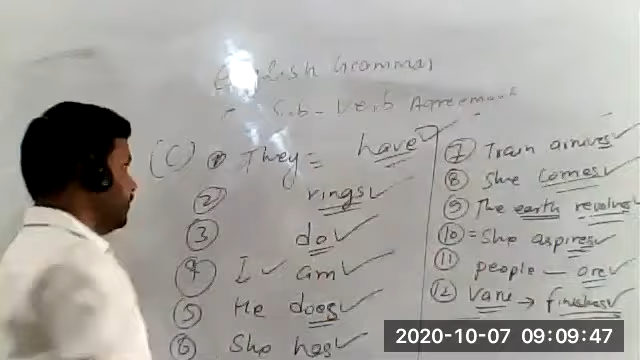 English Grammar
Sub-Verb Agreement
(C) ① They = have
② rings
③ do
④ I am
⑤ He does
⑥ She has
⑦ Train arrives
⑧ She comes
⑨ The earth revolves
⑩ = She aspires
⑪ people — are
⑫ → finishes
2020-10-07 09:09:47